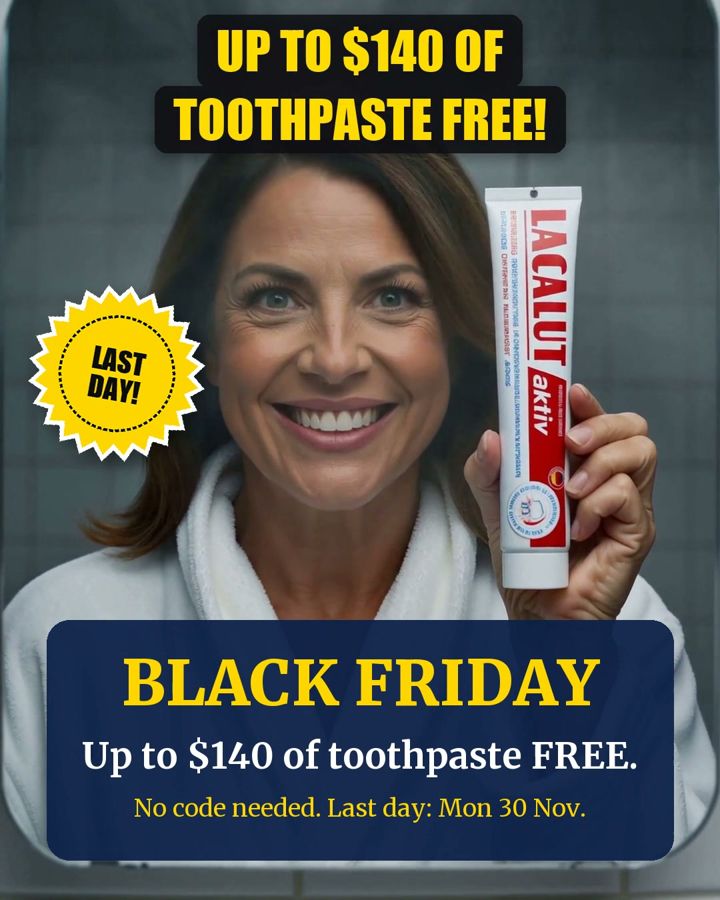 UP TO $140 OF
TOOTHPASTE FREE!
LACALUT
aktiv
LAST
DAY!
BLACK FRIDAY
Up to $140 of toothpaste FREE.
No code needed. Last day: Mon 30 Nov.